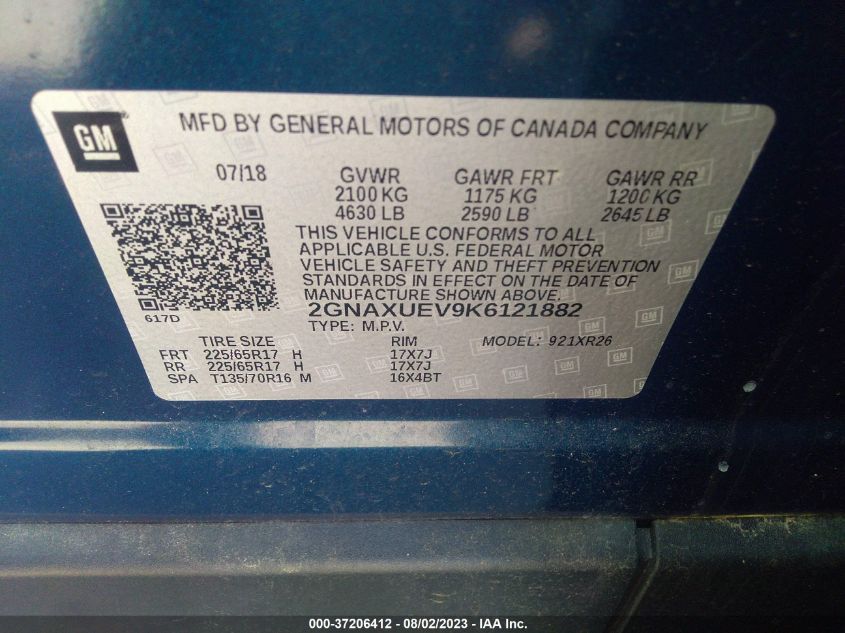 GM
MFD BY GENERAL MOTORS OF CANADA COMPANY
07/18 GVWR GAWR FRT GAWR RR
2100 KG 1175 KG 1200 KG
4630 LB 2590 LB 2645 LB
THIS VEHICLE CONFORMS TO ALL
APPLICABLE U.S. FEDERAL MOTOR
VEHICLE SAFETY AND THEFT PREVENTION
STANDARDS IN EFFECT ON THE DATE OF
MANUFACTURE SHOWN ABOVE.
617D 2GNAXUEV9K6121882
TYPE: M.P.V.
TIRE SIZE RIM MODEL: 921XR26
FRT 225/65R17 H 17X7J
RR 225/65R17 H 17X7J
SPA T135/70R16 M 16X4BT
000-37206412 - 08/02/2023 - IAA Inc.